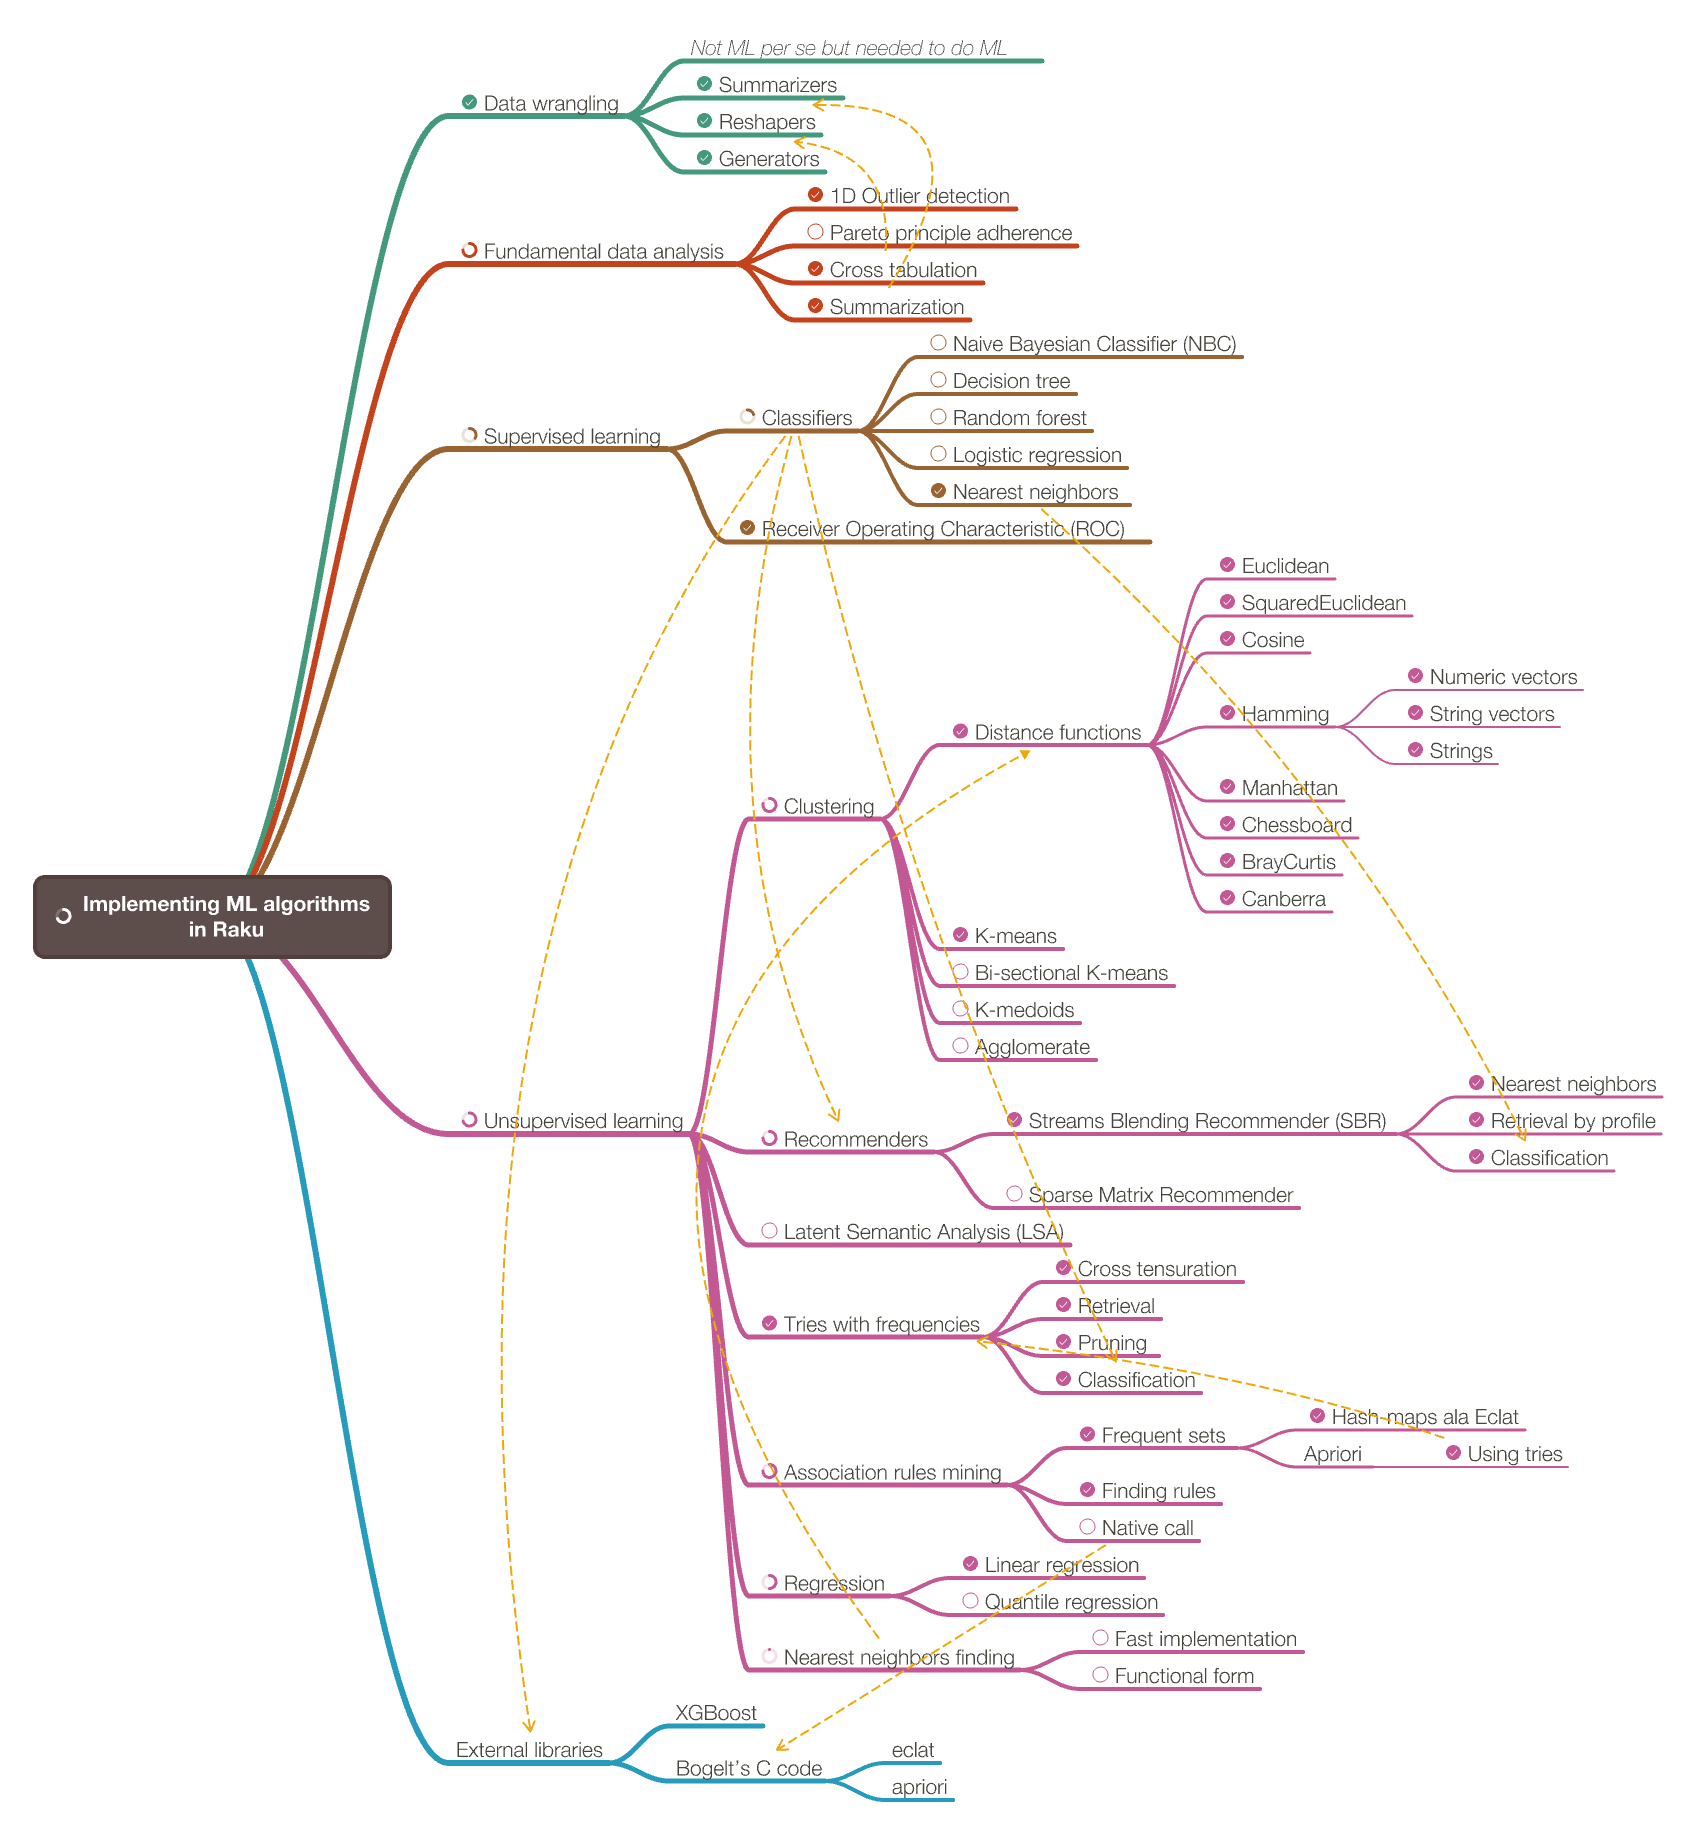 Not ML per se but needed to do ML
Summarizers
Data wrangling
Reshapers
Generators
1D Outlier detection
Pareto principle adherence
Fundamental data analysis
Cross tabulation
Summarization
Naive Bayesian Classifier (NBC)
Decision tree
Classifiers
Random forest
Supervised learning
Logistic regression
Nearest neighbors
Receiver Operating Characteristic (ROC)
Euclidean
SquaredEuclidean
Cosine
Numeric vectors
Hamming
String vectors
Distance functions
Strings
Manhattan
Clustering
Chessboard
BrayCurtis
Canberra
Implementing ML algorithms
in Raku
K-means
Bi-sectional K-means
K-medoids
Agglomerate
Nearest neighbors
Unsupervised learning
Streams Blending Recommender (SBR)
Retrieval by profile
Recommenders
Classification
Sparse Matrix Recommender
Latent Semantic Analysis (LSA)
Cross tensuration
Retrieval
Tries with frequencies
Pruning
Classification
Hash-maps ala Eclat
Frequent sets
Apriori
Using tries
Association rules mining
Finding rules
Native call
Linear regression
Regression
Quantile regression
Fast implementation
Nearest neighbors finding
Functional form
XGBoost
External libraries
eclat
Bogelt's C code
apriori